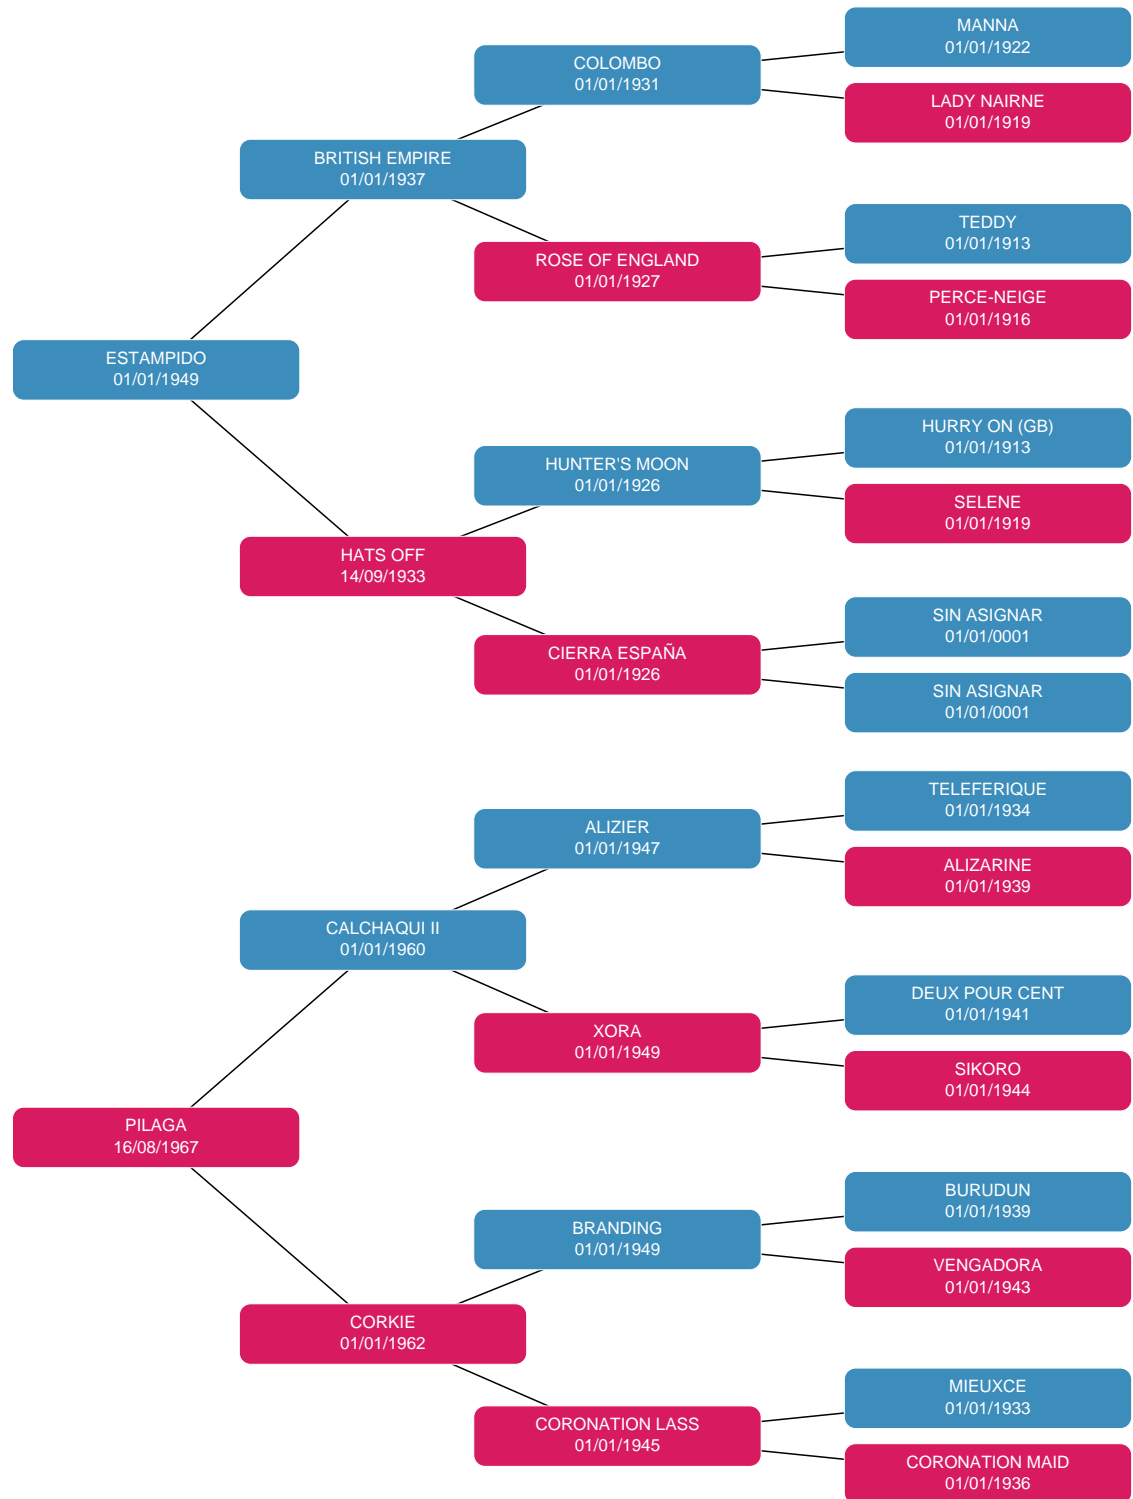 MANNA
01/01/1922
COLOMBO
01/01/1931
LADY NAIRNE
01/01/1919
BRITISH EMPIRE
01/01/1937
TEDDY
01/01/1913
ROSE OF ENGLAND
01/01/1927
PERCE-NEIGE
01/01/1916
ESTAMPIDO
01/01/1949
HURRY ON (GB)
01/01/1913
HUNTER'S MOON
01/01/1926
SELENE
01/01/1919
HATS OFF
14/09/1933
SIN ASIGNAR
01/01/0001
CIERRA ESPAÑA
01/01/1926
SIN ASIGNAR
01/01/0001
TELEFERIQUE
01/01/1934
ALIZIER
01/01/1947
ALIZARINE
01/01/1939
CALCHAQUI II
01/01/1960
DEUX POUR CENT
01/01/1941
XORA
01/01/1949
SIKORO
01/01/1944
PILAGA
16/08/1967
BURUDUN
01/01/1939
BRANDING
01/01/1949
VENGADORA
01/01/1943
CORKIE
01/01/1962
MIEUXCE
01/01/1933
CORONATION LASS
01/01/1945
CORONATION MAID
01/01/1936